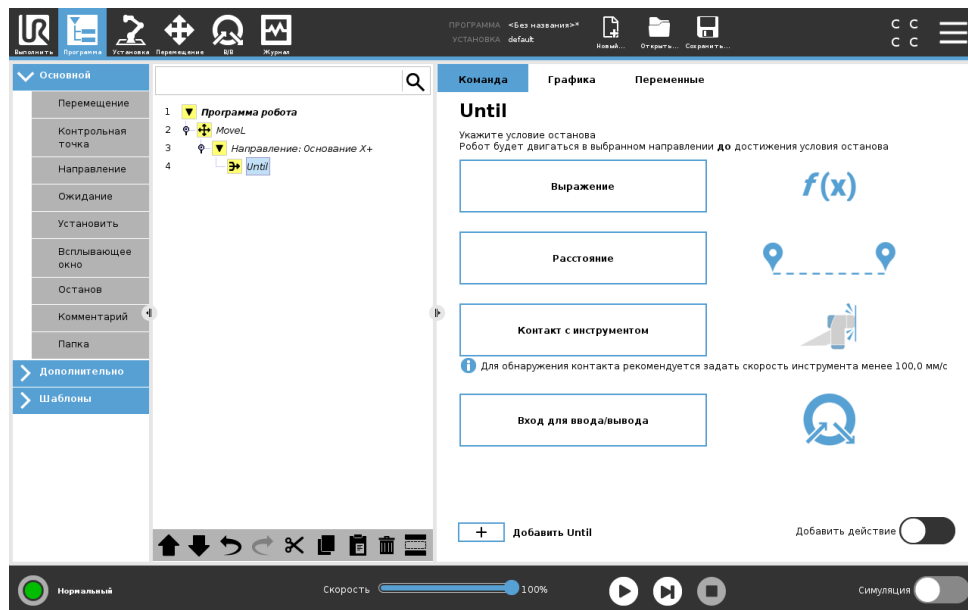 ПРОГРАММА <Без названия>*
УСТАНОВКА default
Выполнить Программа Установка Перемещение В/В Журнал
Новый... Открыть... Сохранить...
C C
C C
Основной
Перемещение
Контрольная
точка
Направление
Ожидание
Установить
Всплывающее
окно
Останов
Комментарий
Папка
Дополнительно
Шаблоны
1 Программа робота
2 MoveL
3 Направление: Основание X+
4 Until
Команда Графика Переменные
Until
Укажите условие останова
Робот будет двигаться в выбранном направлении до достижения условия останова
Выражение
f(x)
Расстояние
Контакт с инструментом
Для обнаружения контакта рекомендуется задать скорость инструмента менее 100,0 мм/с
Вход для ввода/вывода
+ Добавить Until
Добавить действие
Нормальный
Скорость 100%
Симуляция